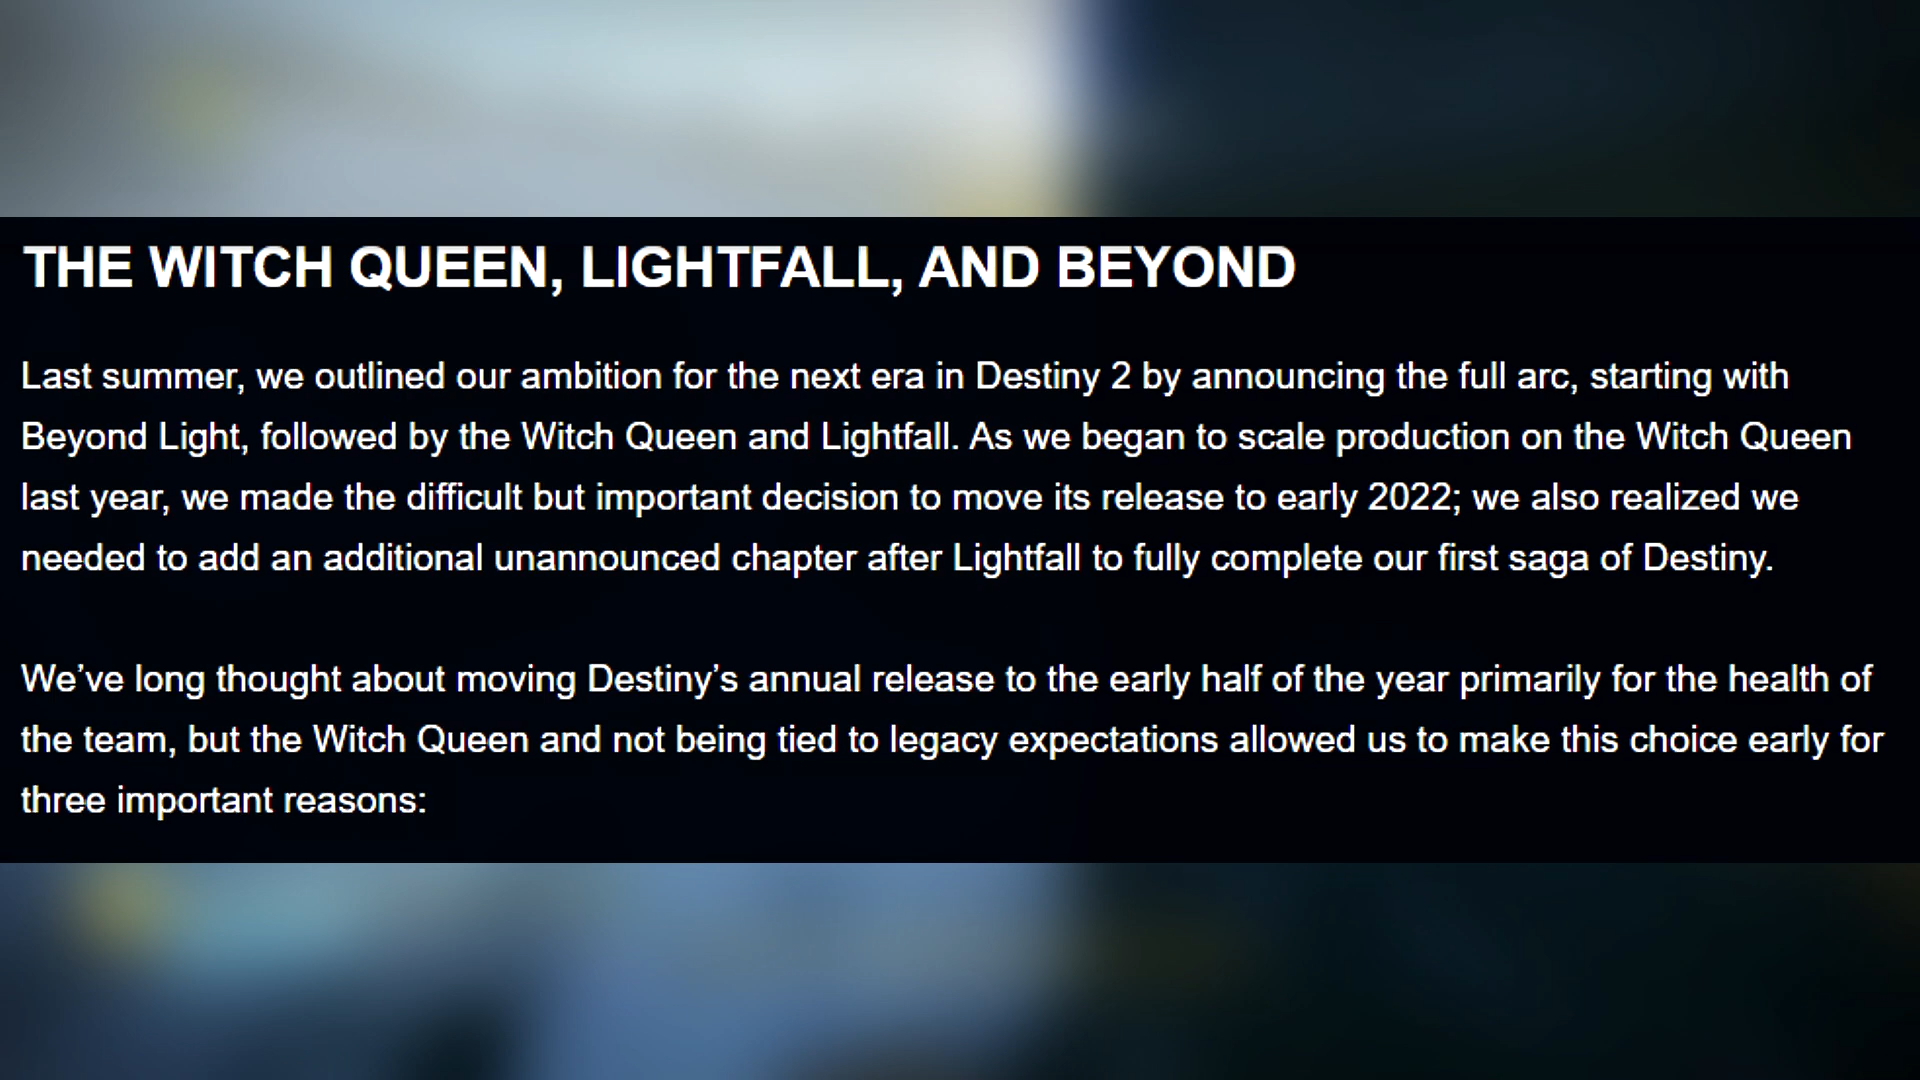 THE WITCH QUEEN, LIGHTFALL, AND BEYOND
Last summer, we outlined our ambition for the next era in Destiny 2 by announcing the full arc, starting with
Beyond Light, followed by the Witch Queen and Lightfall. As we began to scale production on the Witch Queen
last year, we made the difficult but important decision to move its release to early 2022; we also realized we
needed to add an additional unannounced chapter after Lightfall to fully complete our first saga of Destiny.
We’ve long thought about moving Destiny’s annual release to the early half of the year primarily for the health of
the team, but the Witch Queen and not being tied to legacy expectations allowed us to make this choice early for
three important reasons: